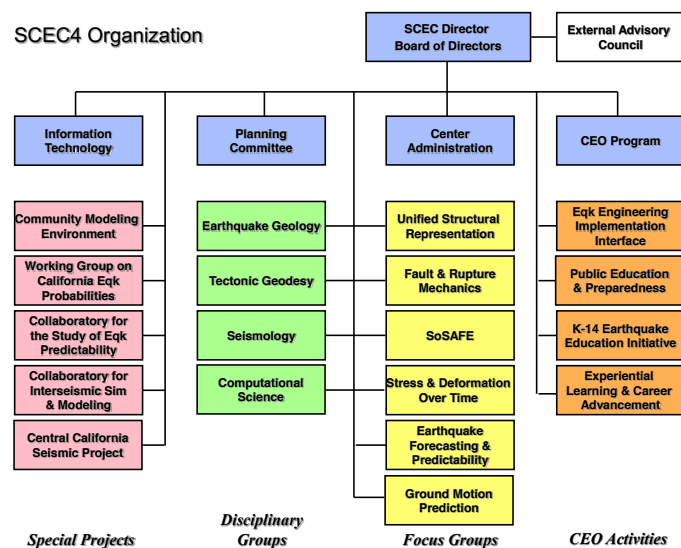 SCEC4 Organization
SCEC Director
Board of Directors
External Advisory
Council
Information
Technology
Planning
Committee
Center
Administration
CEO Program
Community Modeling
Environment
Working Group on
California Eqk
Probabilities
Collaboratory for
the Study of Eqk
Predictability
Collaboratory for
Interseismic Sim
& Modeling
Central California
Seismic Project
Special Projects
Earthquake Geology
Tectonic Geodesy
Seismology
Computational
Science
Disciplinary
Groups
Unified Structural
Representation
Fault & Rupture
Mechanics
SoSAFE
Stress & Deformation
Over Time
Earthquake
Forecasting &
Predictability
Ground Motion
Prediction
Focus Groups
Eqk Engineering
Implementation
Interface
Public Education
& Preparedness
K-14 Earthquake
Education Initiative
Experiential
Learning & Career
Advancement
CEO Activities